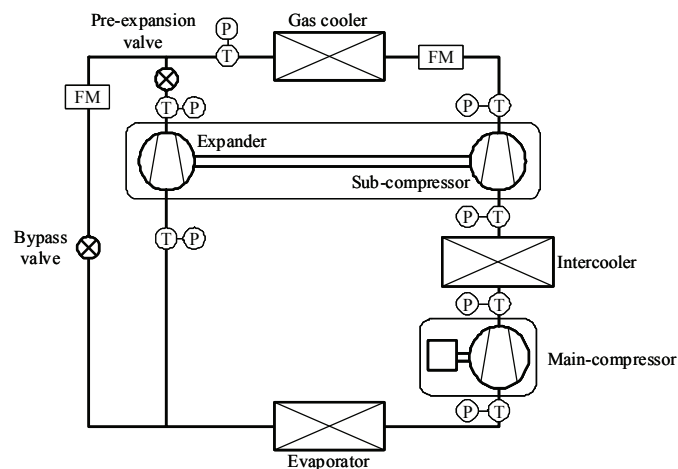 Pre-expansion
valve
P
T
Gas cooler
FM
FM
T P
P T
Expander
Sub-compressor
T P
P T
Bypass
valve
Intercooler
P T
Main-compressor
P T
Evaporator